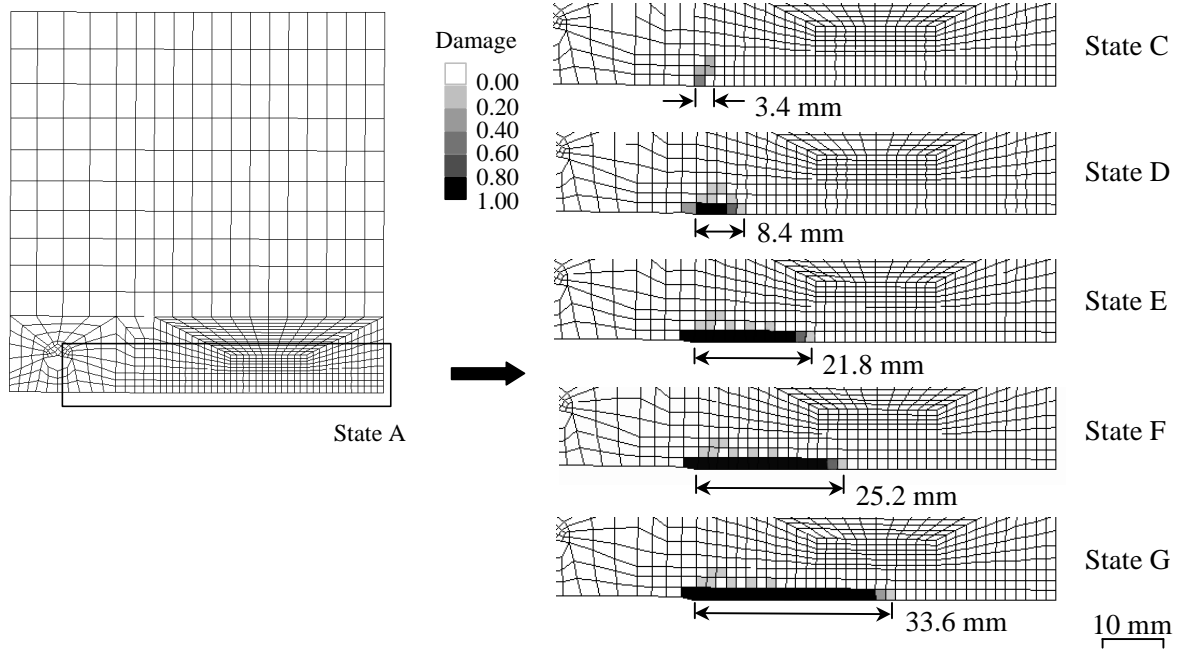 Damage
0.00
0.20
0.40
0.60
0.80
1.00
State A
State C
3.4 mm
State D
8.4 mm
State E
21.8 mm
State F
25.2 mm
State G
33.6 mm
10 mm